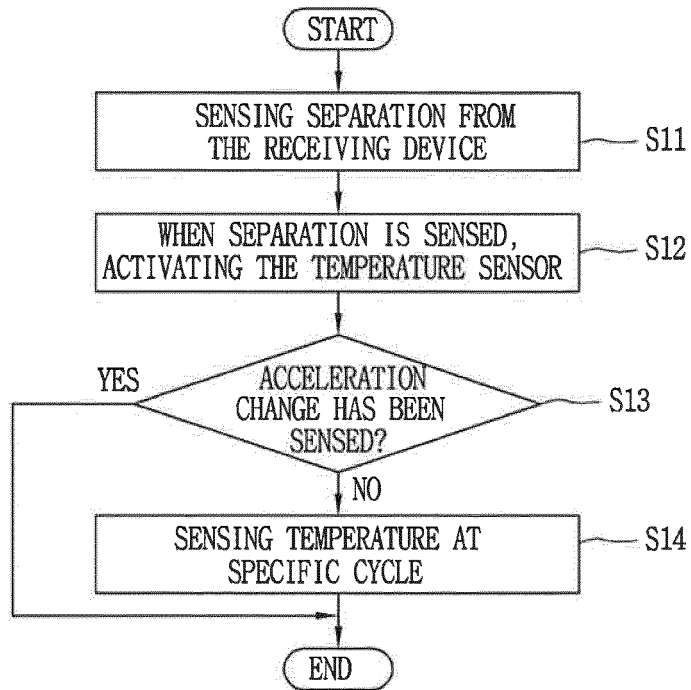 START
SENSING SEPARATION FROM
THE RECEIVING DEVICE
S11
WHEN SEPARATION IS SENSED,
ACTIVATING THE TEMPERATURE SENSOR
S12
YES
ACCELERATION
CHANGE HAS BEEN
SENSED?
S13
NO
SENSING TEMPERATURE AT
SPECIFIC CYCLE
S14
END